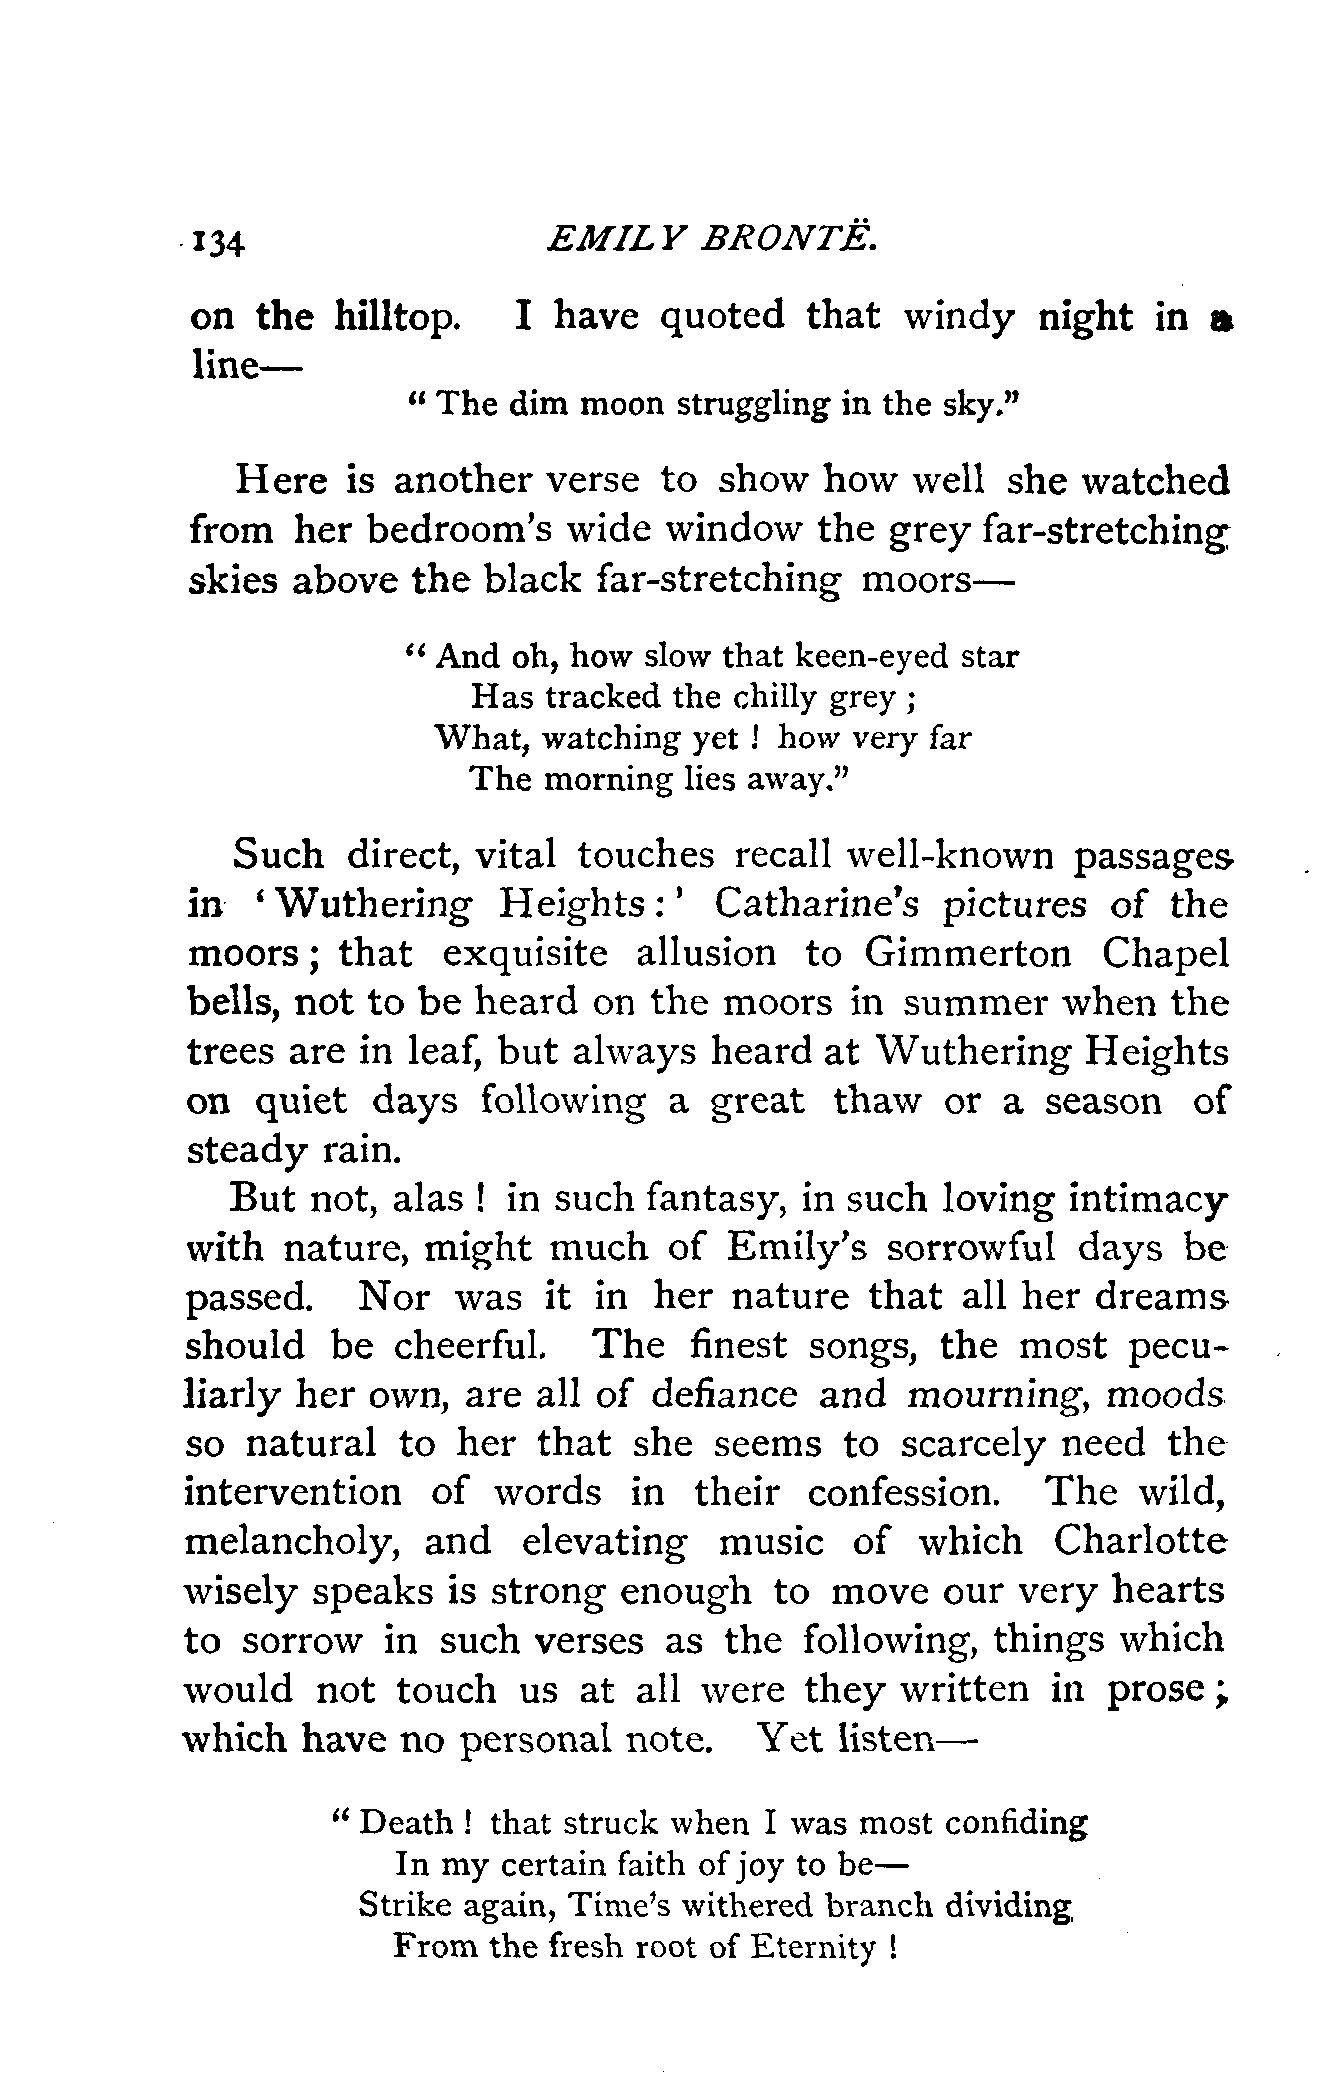 134 EMILY BRONTË.
on the hilltop. I have quoted that windy night in a
line—
“ The dim moon struggling in the sky.”
Here is another verse to show how well she watched
from her bedroom’s wide window the grey far-stretching
skies above the black far-stretching moors—
“ And oh, how slow that keen-eyed star
Has tracked the chilly grey ;
What, watching yet ! how very far
The morning lies away.”
Such direct, vital touches recall well-known passages
in ‘ Wuthering Heights : ’ Catharine’s pictures of the
moors ; that exquisite allusion to Gimmerton Chapel
bells, not to be heard on the moors in summer when the
trees are in leaf, but always heard at Wuthering Heights
on quiet days following a great thaw or a season of
steady rain.
But not, alas ! in such fantasy, in such loving intimacy
with nature, might much of Emily’s sorrowful days be
passed. Nor was it in her nature that all her dreams
should be cheerful. The finest songs, the most pecu-
liarly her own, are all of defiance and mourning, moods
so natural to her that she seems to scarcely need the
intervention of words in their confession. The wild,
melancholy, and elevating music of which Charlotte
wisely speaks is strong enough to move our very hearts
to sorrow in such verses as the following, things which
would not touch us at all were they written in prose ;
which have no personal note. Yet listen—
“ Death ! that struck when I was most confiding
In my certain faith of joy to be—
Strike again, Time’s withered branch dividing
From the fresh root of Eternity !